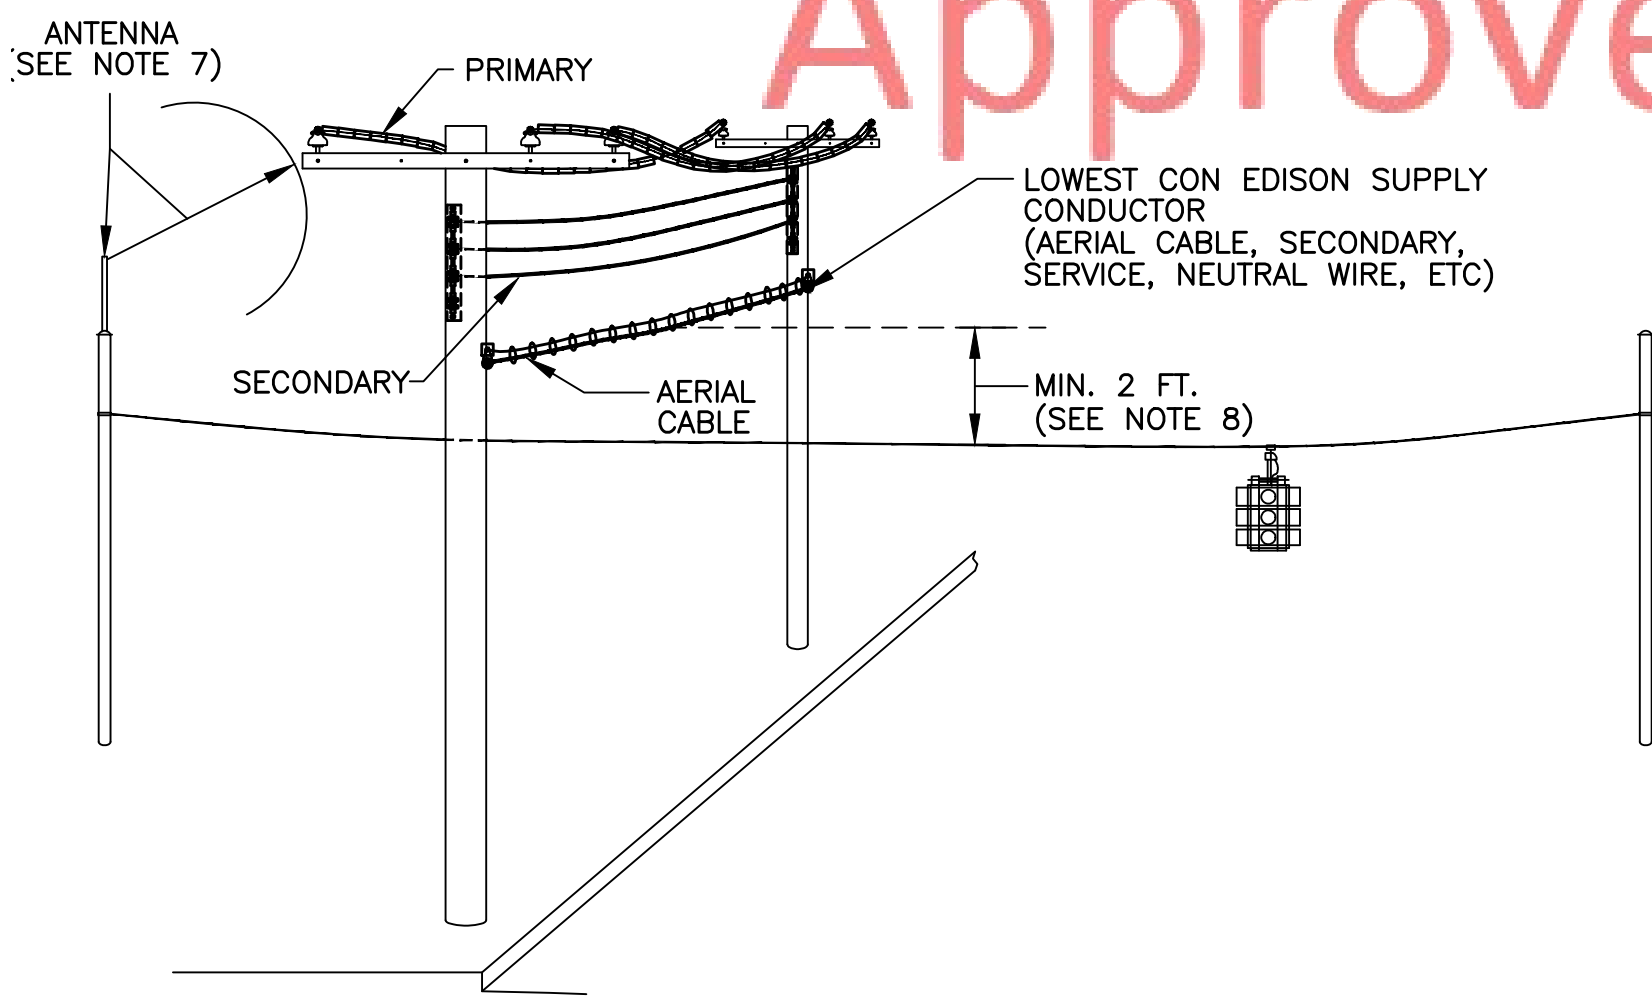 Approve
ANTENNA
(SEE NOTE 7)
PRIMARY
LOWEST CON EDISON SUPPLY
CONDUCTOR
(AERIAL CABLE, SECONDARY,
SERVICE, NEUTRAL WIRE, ETC)
SECONDARY
AERIAL
CABLE
MIN. 2 FT.
(SEE NOTE 8)